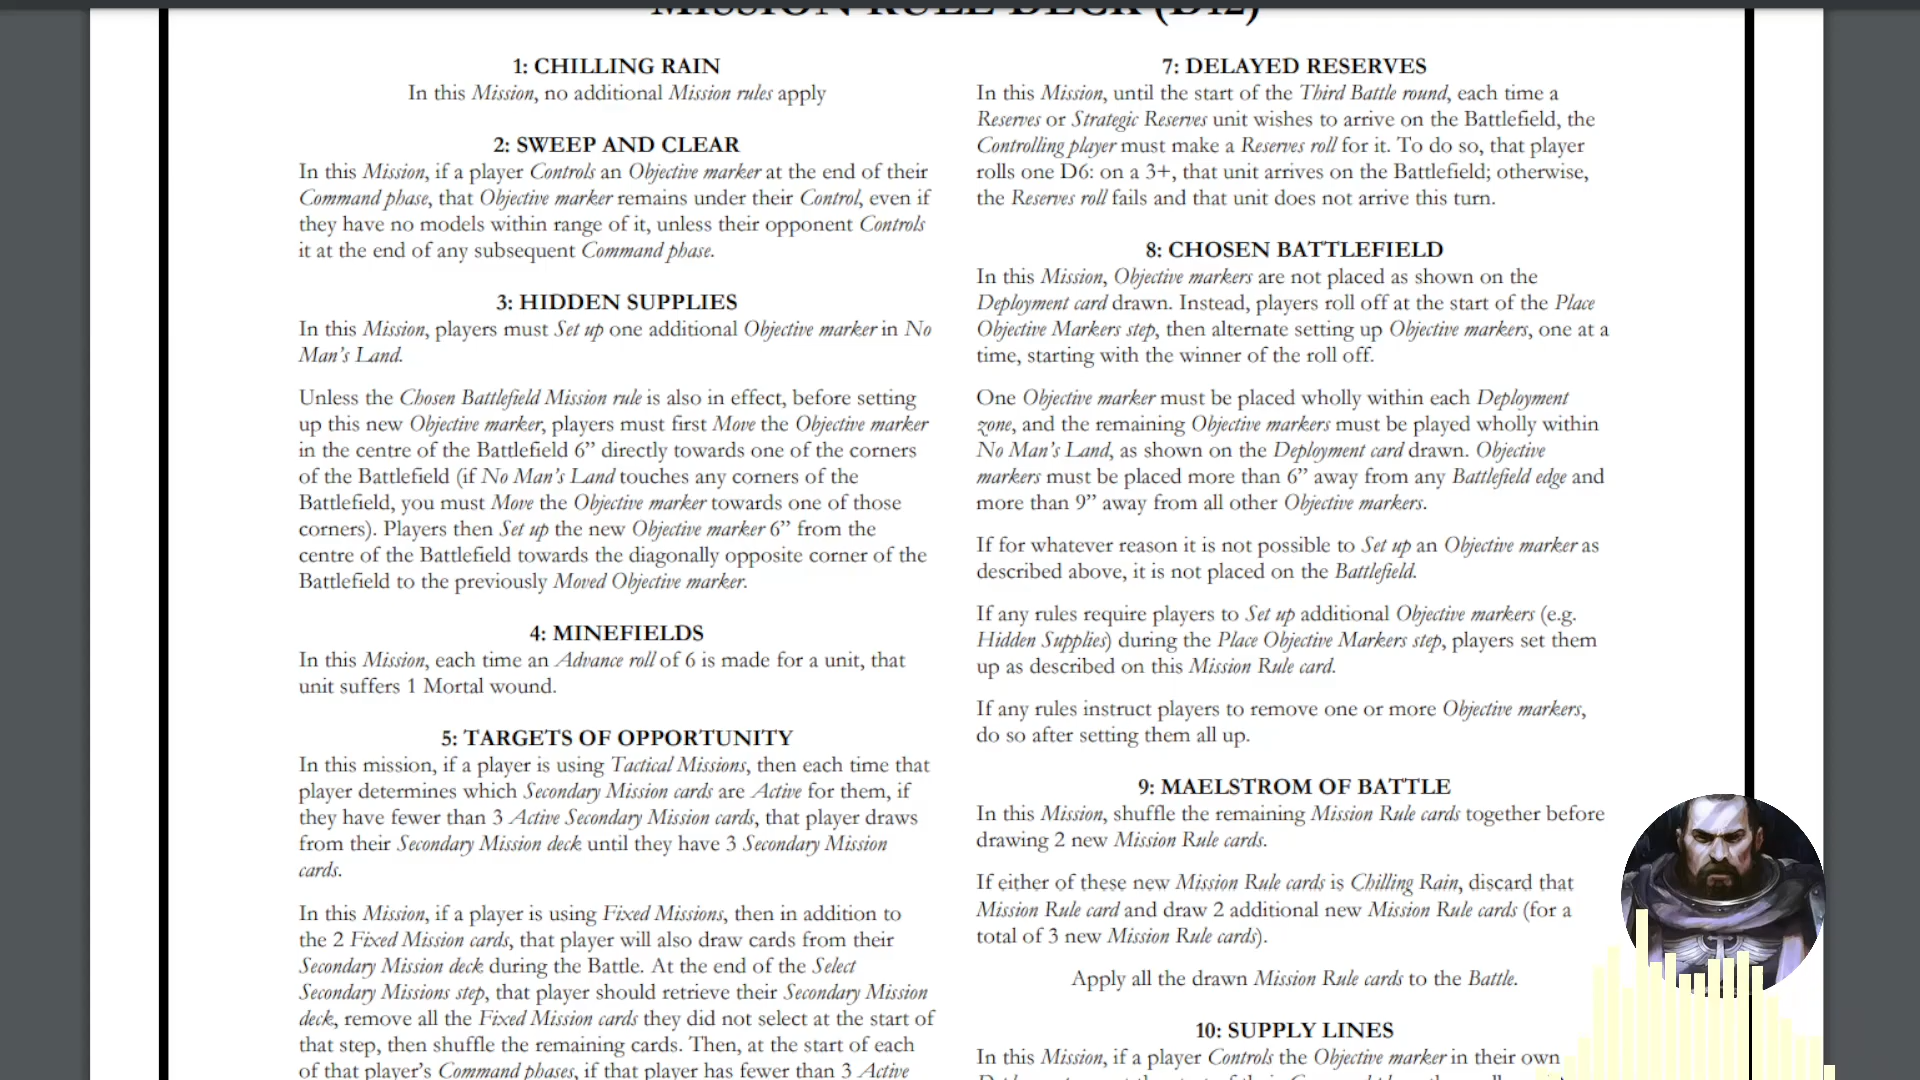 MISSION RULE DECK (D12)
1: CHILLING RAIN
In this Mission, no additional Mission rules apply
2: SWEEP AND CLEAR
In this Mission, if a player Controls an Objective marker at the end of their
Command phase, that Objective marker remains under their Control, even if
they have no models within range of it, unless their opponent Controls
it at the end of any subsequent Command phase.
3: HIDDEN SUPPLIES
In this Mission, players must Set up one additional Objective marker in No
Man's Land.
Unless the Chosen Battlefield Mission rule is also in effect, before setting
up this new Objective marker, players must first Move the Objective marker
in the centre of the Battlefield 6” directly towards one of the corners
of the Battlefield (if No Man's Land touches any corners of the
Battlefield, you must Move the Objective marker towards one of those
corners). Players then Set up the new Objective marker 6” from the
centre of the Battlefield towards the diagonally opposite corner of the
Battlefield to the previously Moved Objective marker.
4: MINEFIELDS
In this Mission, each time an Advance roll of 6 is made for a unit, that
unit suffers 1 Mortal wound.
5: TARGETS OF OPPORTUNITY
In this mission, if a player is using Tactical Missions, then each time that
player determines which Secondary Mission cards are Active for them, if
they have fewer than 3 Active Secondary Mission cards, that player draws
from their Secondary Mission deck until they have 3 Secondary Mission
cards.
In this Mission, if a player is using Fixed Missions, then in addition to
the 2 Fixed Mission cards, that player will also draw cards from their
Secondary Mission deck during the Battle. At the end of the Select
Secondary Missions step, that player should retrieve their Secondary Mission
deck, remove all the Fixed Mission cards they did not select at the start of
that step, then shuffle the remaining cards. Then, at the start of each
of that player's Command phases, if that player has fewer than 3 Active
7: DELAYED RESERVES
In this Mission, until the start of the Third Battle round, each time a
Reserves or Strategic Reserves unit wishes to arrive on the Battlefield, the
Controlling player must make a Reserves roll for it. To do so, that player
rolls one D6: on a 3+, that unit arrives on the Battlefield; otherwise,
the Reserves roll fails and that unit does not arrive this turn.
8: CHOSEN BATTLEFIELD
In this Mission, Objective markers are not placed as shown on the
Deployment card drawn. Instead, players roll off at the start of the Place
Objective Markers step, then alternate setting up Objective markers, one at a
time, starting with the winner of the roll off.
One Objective marker must be placed wholly within each Deployment
zone, and the remaining Objective markers must be played wholly within
No Man's Land, as shown on the Deployment card drawn. Objective
markers must be placed more than 6” away from any Battlefield edge and
more than 9” away from all other Objective markers.
If for whatever reason it is not possible to Set up an Objective marker as
described above, it is not placed on the Battlefield.
If any rules require players to Set up additional Objective markers (e.g.
Hidden Supplies) during the Place Objective Markers step, players set them
up as described on this Mission Rule card.
If any rules instruct players to remove one or more Objective markers,
do so after setting them all up.
9: MAELSTROM OF BATTLE
In this Mission, shuffle the remaining Mission Rule cards together before
drawing 2 new Mission Rule cards.
If either of these new Mission Rule cards is Chilling Rain, discard that
Mission Rule card and draw 2 additional new Mission Rule cards (for a
total of 3 new Mission Rule cards).
Apply all the drawn Mission Rule cards to the Battle.
10: SUPPLY LINES
In this Mission, if a player Controls the Objective marker in their own